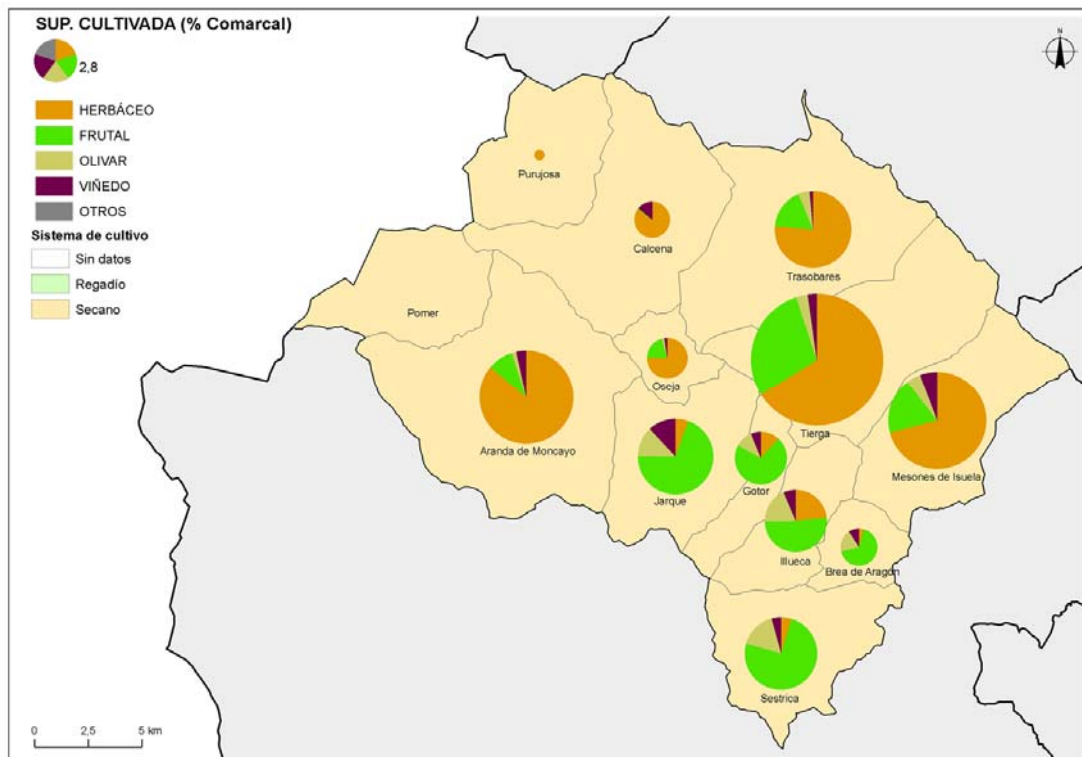 SUP. CULTIVADA (% Comarcal)
2,8
HERBÁCEO
FRUTAL
OLIVAR
VIÑEDO
OTROS
Sistema de cultivo
Sin datos
Regadío
Secano
N
Purujosa
Calcena
Trasobares
Pomer
Oseja
Tierga
Aranda de Moncayo
Mesones de Isuela
Jarque
Gotor
Illueca
Brea de Aragón
Sestrica
0 2,5 5 km